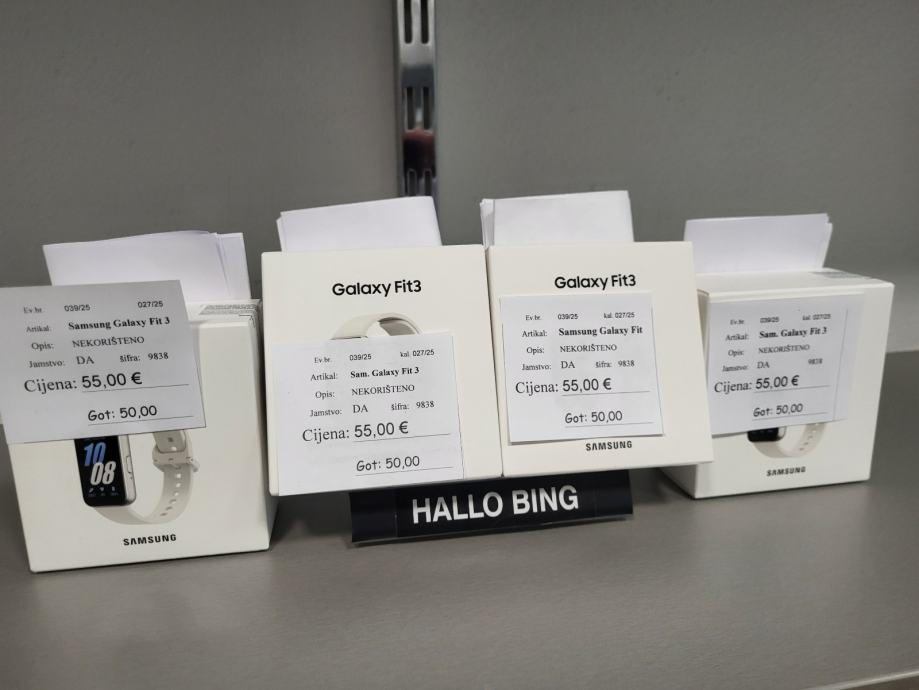 Ev.br. 039/25 027/25
Artikal: Samsung Galaxy Fit 3
Opis: NEKORIŠTENO
Jamstvo: DA šifra: 9838
Cijena: 55,00 €
Got: 50,00
10
08
SAMSUNG
Galaxy Fit3
Ev.br. 039/25 kal. 027/25
Artikal: Sam. Galaxy Fit 3
Opis: NEKORIŠTENO
Jamstvo: DA šifra: 9838
Cijena: 55,00 €
Got: 50,00
Galaxy Fit3
Ev.br. 039/25 kal. 027/25
Artikal: Samsung Galaxy Fit
Opis: NEKORIŠTENO
Jamstvo: DA šifra: 9838
Cijena: 55,00 €
Got: 50,00
SAMSUNG
Ev.br. 039/25 kal. 027/25
Artikal: Sam. Galaxy Fit 3
Opis: NEKORIŠTENO
Jamstvo: DA šifra: 9838
Cijena: 55,00 €
Got: 50,00
SAMSUNG
HALLO BING